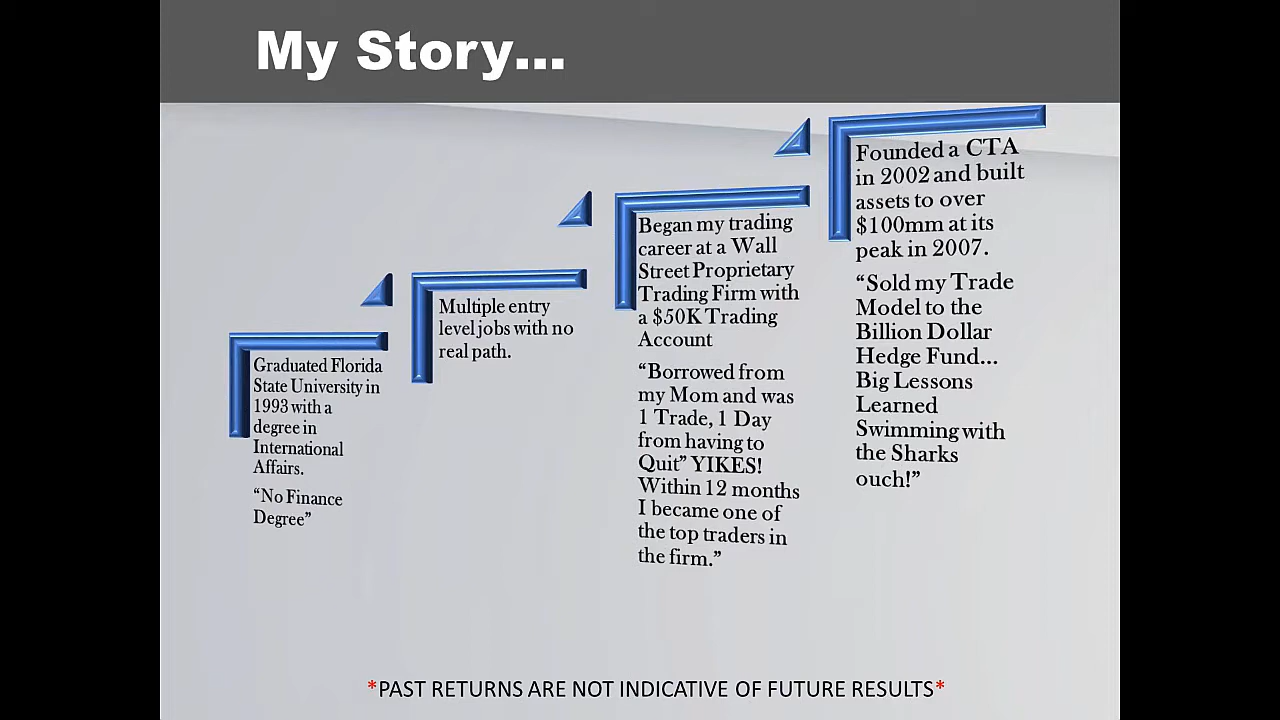 My Story...
Graduated Florida
State University in
1993 with a
degree in
International
Affairs.
“No Finance
Degree”
Multiple entry
level jobs with no
real path.
Began my trading
career at a Wall
Street Proprietary
Trading Firm with
a $50K Trading
Account
“Borrowed from
my Mom and was
1 Trade, 1 Day
from having to
Quit” YIKES!
Within 12 months
I became one of
the top traders in
the firm.”
Founded a CTA
in 2002 and built
assets to over
$100mm at its
peak in 2007.
“Sold my Trade
Model to the
Billion Dollar
Hedge Fund...
Big Lessons
Learned
Swimming with
the Sharks
ouch!”
*PAST RETURNS ARE NOT INDICATIVE OF FUTURE RESULTS*